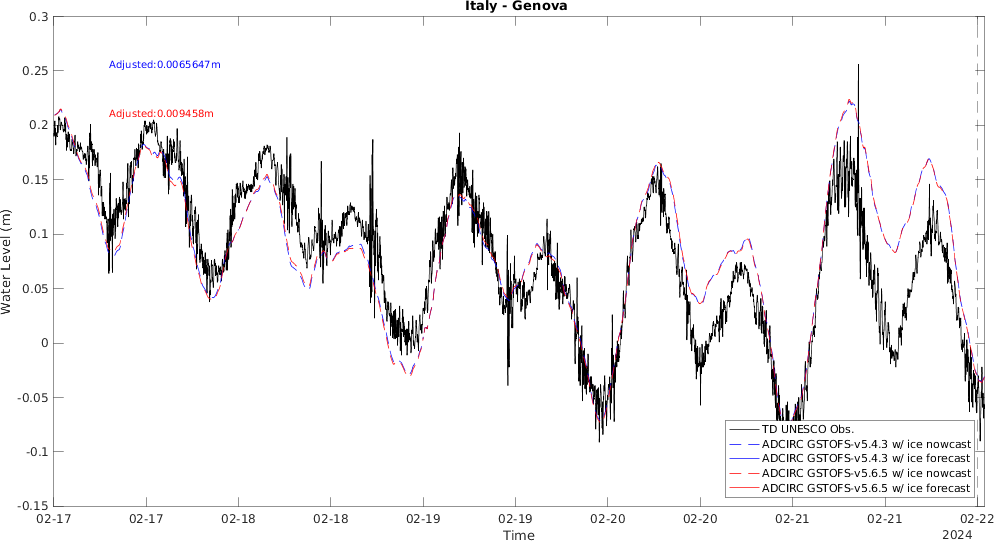 Italy - Genova
0.3
0.25
0.2
0.15
0.1
0.05
0
-0.05
-0.1
-0.15
Water Level (m)
Adjusted:0.0065647m
Adjusted:0.009458m
TD UNESCO Obs.
ADCIRC GSTOFS-v5.4.3 w/ ice nowcast
ADCIRC GSTOFS-v5.4.3 w/ ice forecast
ADCIRC GSTOFS-v5.6.5 w/ ice nowcast
ADCIRC GSTOFS-v5.6.5 w/ ice forecast
02-17 02-17 02-18 02-18 02-19 02-19 02-20 02-20 02-21 02-21 02-22
Time
2024